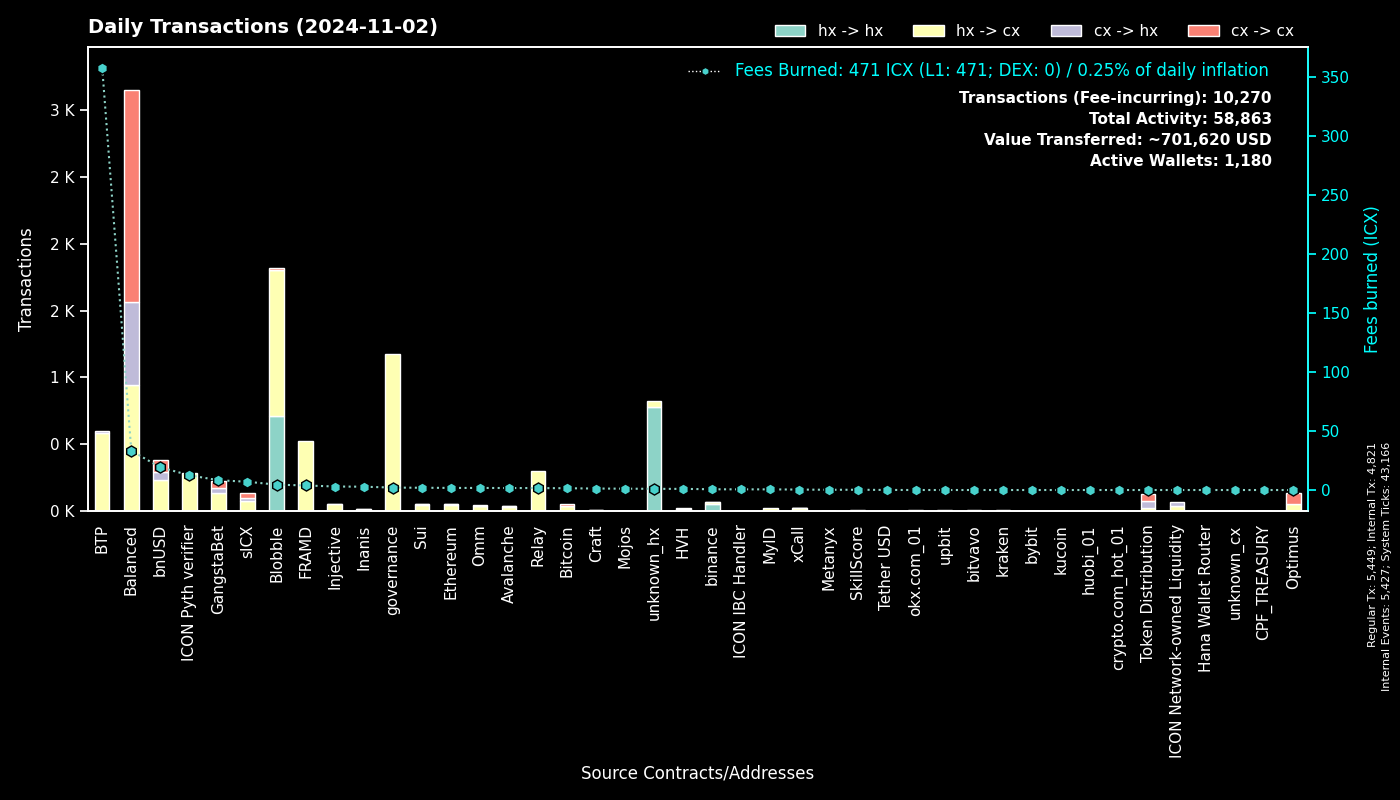 Daily Transactions (2024-11-02)
hx -> hx
hx -> cx
cx -> hx
cx -> cx
Fees Burned: 471 ICX (L1: 471; DEX: 0) / 0.25% of daily inflation
Transactions (Fee-incurring): 10,270
Total Activity: 58,863
Value Transferred: ~701,620 USD
Active Wallets: 1,180
Transactions
3 K
2 K
2 K
2 K
1 K
0 K
0 K
350
300
250
200
150
100
50
0
Fees burned (ICX)
Regular Tx: 5,449; Internal Tx: 4,821
Internal Events: 5,427; System Ticks: 43,166
BTP
Balanced
bnUSD
ICON Pyth verifier
GangstaBet
sICX
Blobble
FRAMD
Injective
Inanis
governance
Sui
Ethereum
Omm
Avalanche
Relay
Bitcoin
Craft
Mojos
unknown_hx
HVH
binance
ICON IBC Handler
MyID
xCall
Metanyx
SkillScore
Tether USD
okx.com_01
upbit
bitvavo
kraken
bybit
kucoin
huobi_01
crypto.com_hot_01
Token Distribution
ICON Network-owned Liquidity
Hana Wallet Router
unknown_cx
CPF_TREASURY
Optimus
Source Contracts/Addresses